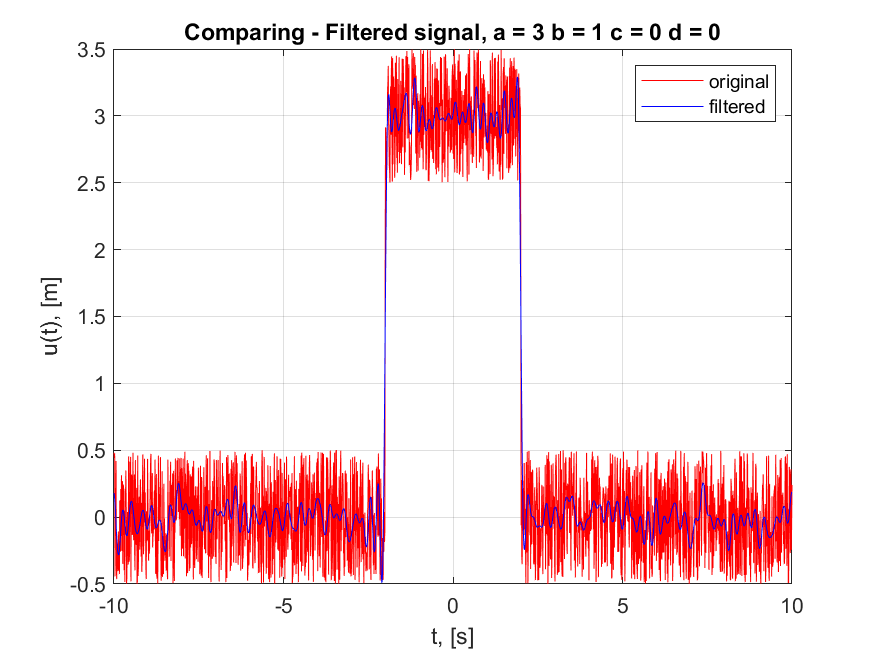 Comparing - Filtered signal, a = 3 b = 1 c = 0 d = 0
3.5
3
2.5
2
1.5
1
0.5
0
-0.5
u(t), [m]
original
filtered
-10
-5
0
5
10
t, [s]